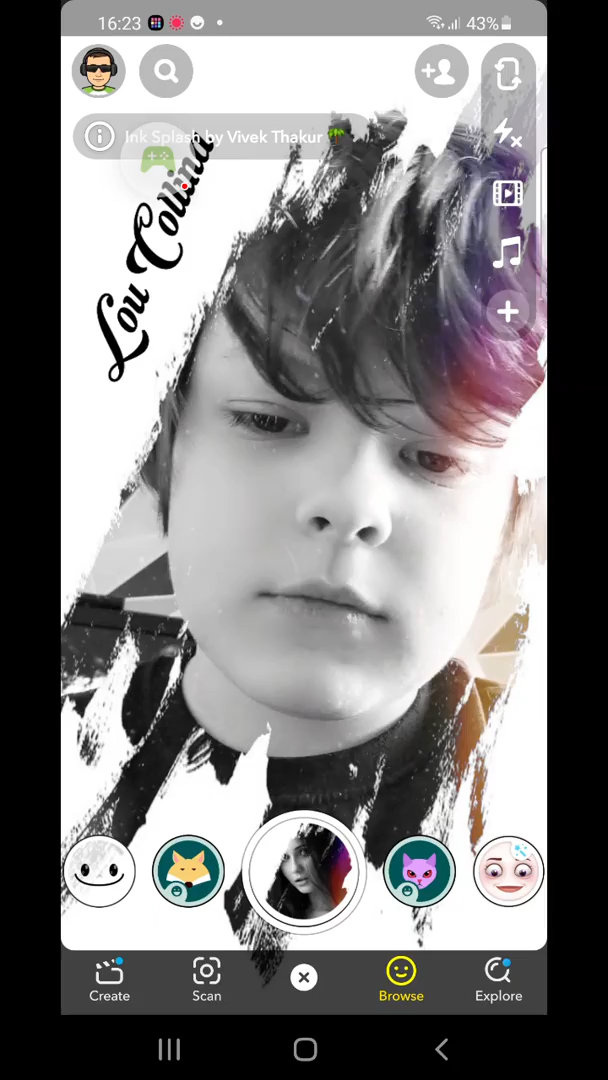 16:23
43%
Ink Splash by Vivek Thakur🌴
Lou Collins
Create
Scan
Browse
Explore